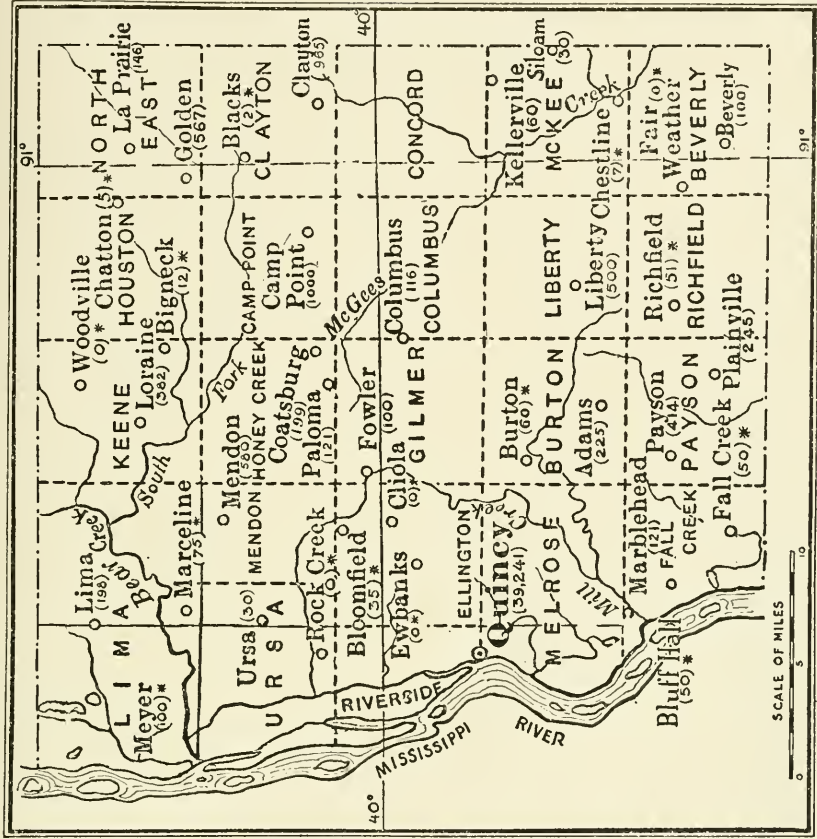 91°
NORTH
EAST
La Prairie
(146)
Golden
(567)
Blacks
(2)*
CLAYTON
Clayton
(985)
40°
CONCORD
Kellerville
(60)
Siloam
(30)
McKEE
Creek
Chestline
(7)*
Fair (0)*
Weather
BEVERLY
Beverly
(100)
91°
Woodville
(0)*
Chatton (5)*
HOUSTON
Bigneck
(12)*
CAMP-POINT
Camp
Point
(1000)
McGees
Columbus
(116)
COLUMBUS
LIBERTY
Liberty
(500)
Richfield
(51)*
RICHFIELD
KEENE
Loraine
(382)
South
Fork
HONEY CREEK
Coatsburg
(199)
Paloma
(121)
Fowler
(100)
GILMER
Burton
(60)*
BURTON
Adams
(225)
Payson
(414)
PAYSON
Plainville
(245)
Lima
(198)
Bear Creek
LIMA
Meyer
(100)*
Marceline
(75)*
Mendon
(580)
MENDON
Ursa (30)
URSA
Rock Creek
(0)*
Bloomfield
(35)*
Cliola
(0)*
Ewbanks
(0*)
ELLINGTON
RIVERSIDE
Quincy
(39,241)
MELROSE
Mill
Creek
Marblehead
(121)
FALL
CREEK
Fall Creek
(50)*
Bluff Hall
(50)*
MISSISSIPPI
RIVER
40°
SCALE OF MILES
0 5 10